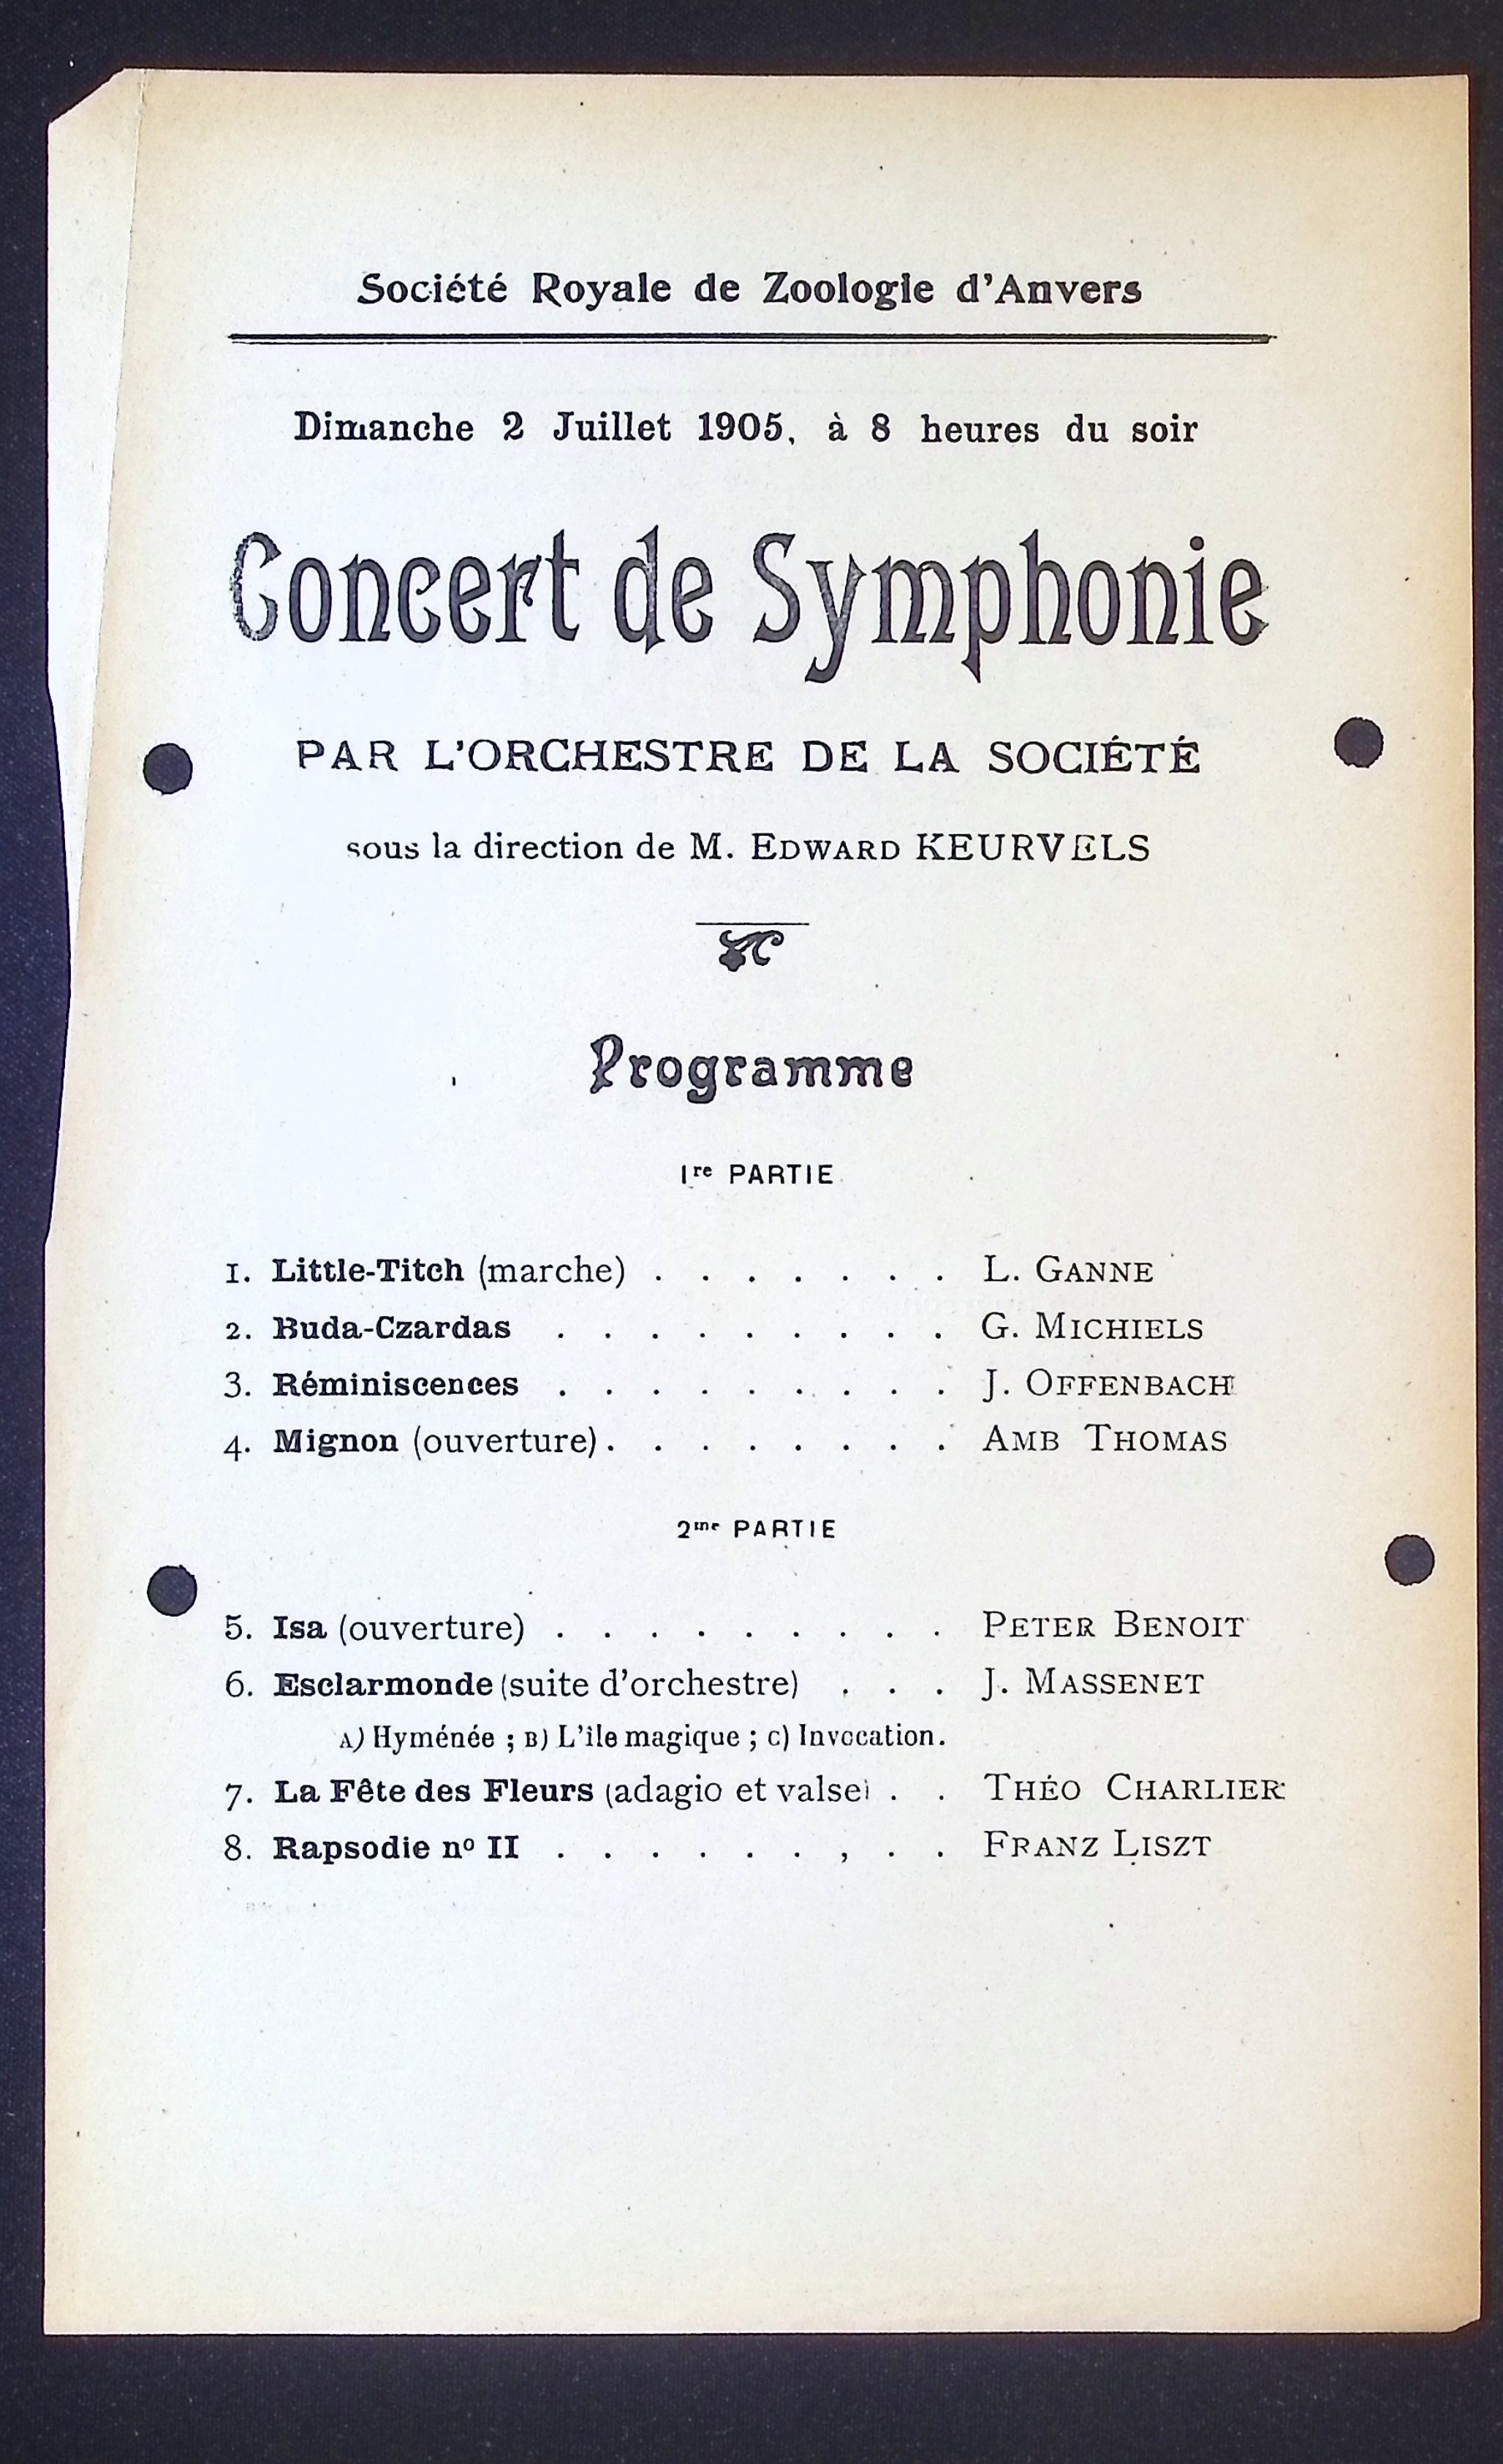 Société Royale de Zoologie d'Anvers
Dimanche 2 Juillet 1905, à 8 heures du soir
Concert de Symphonie
PAR L'ORCHESTRE DE LA SOCIÉTÉ
sous la direction de M. EDWARD KEURVELS
Programme
1re PARTIE
1. Little-Titch (marche) . . . . . . . L. GANNE
2. Buda-Czardas . . . . . . . . . G. MICHIELS
3. Réminiscences . . . . . . . . . J. OFFENBACH
4. Mignon (ouverture) . . . . . . . . AMB THOMAS
2me PARTIE
5. Isa (ouverture) . . . . . . . . . PETER BENOIT
6. Esclarmonde (suite d'orchestre) . . . J. MASSENET
A) Hyménée ; B) L'île magique ; C) Invocation.
7. La Fête des Fleurs (adagio et valse) . . THÉO CHARLIER
8. Rapsodie nº II . . . . . . , . . FRANZ LISZT